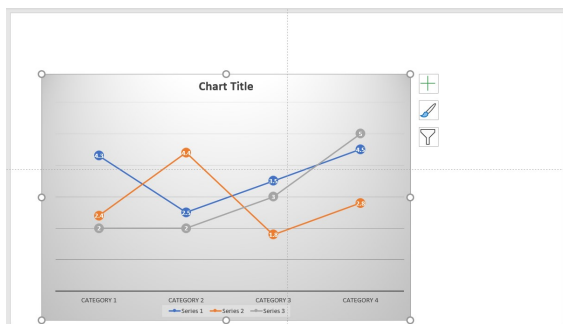 Chart Title
5
4.3
4.4
4.5
3.5
3
2.4
2.5
2.8
2
2
1.8
CATEGORY 1
CATEGORY 2
CATEGORY 3
CATEGORY 4
Series 1
Series 2
Series 3